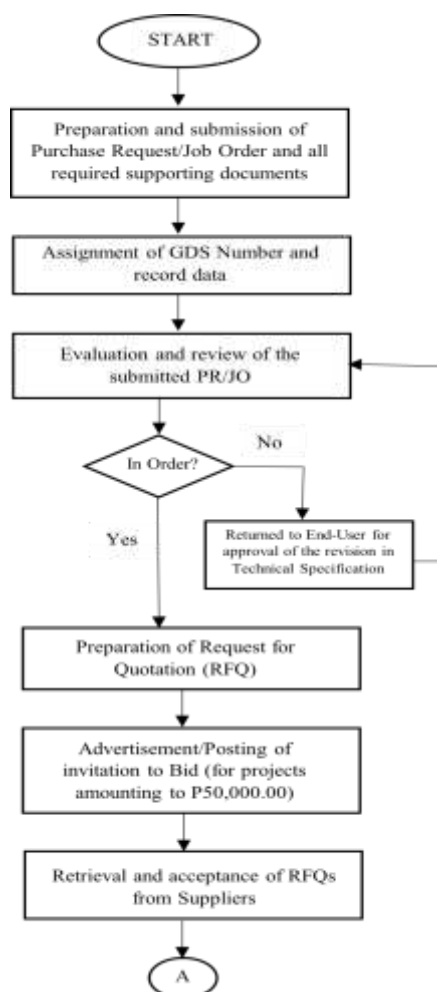 START
Preparation and submission of
Purchase Request/Job Order and all
required supporting documents
Assignment of GDS Number and
record data
Evaluation and review of the
submitted PR/JO
In Order?
No
Yes
Returned to End-User for
approval of the revision in
Technical Specification
Preparation of Request for
Quotation (RFQ)
Advertisement/Posting of
invitation to Bid (for projects
amounting to P50,000.00)
Retrieval and acceptance of RFQs
from Suppliers
A